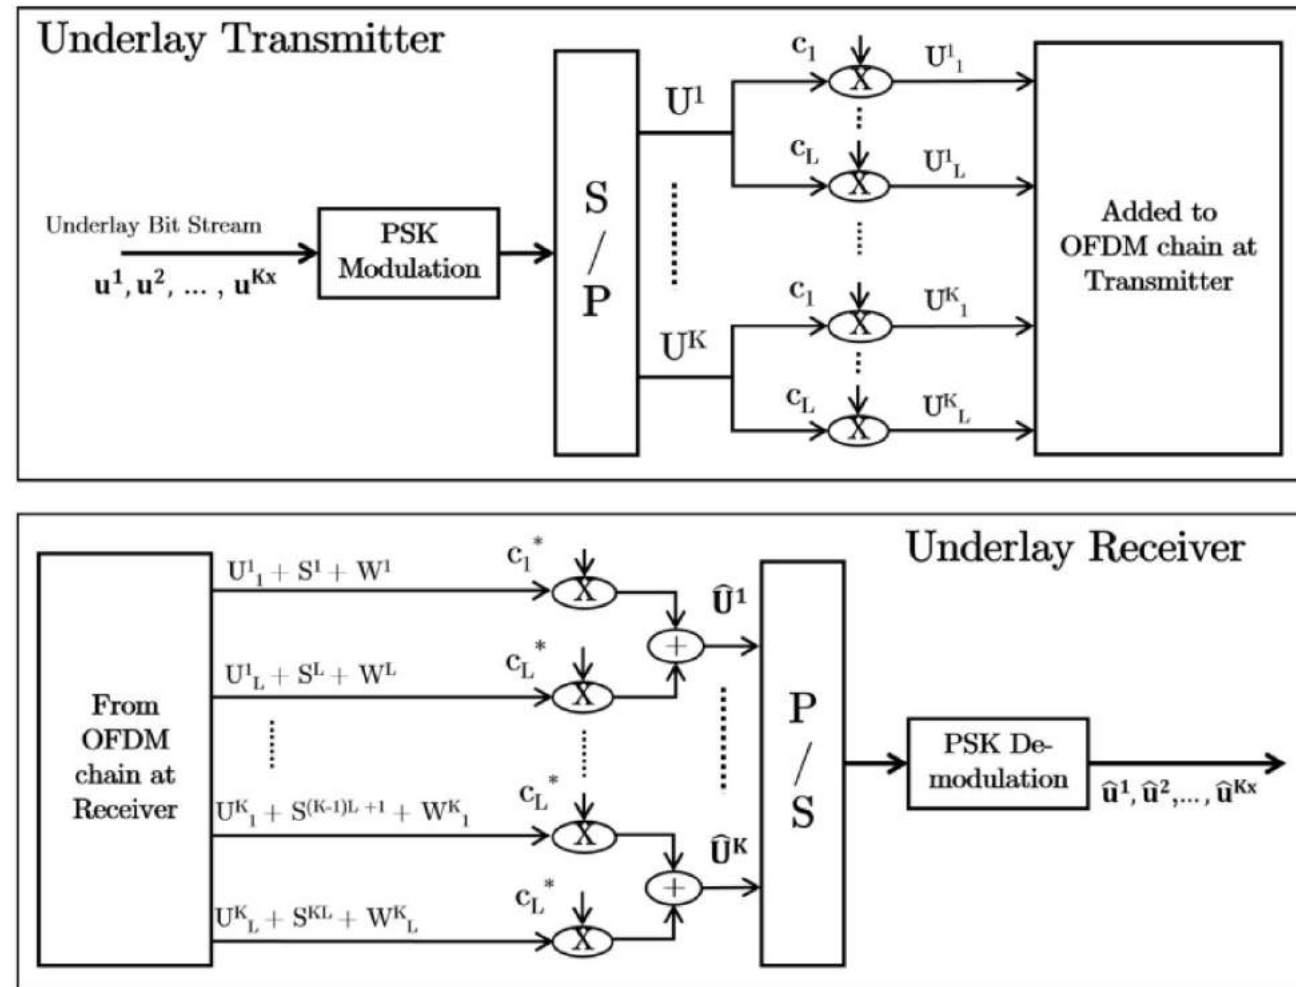 Underlay Transmitter
Underlay Bit Stream
u¹, u², ... , u^Kx
PSK
Modulation
S
/
P
U¹
U^K
c₁
X
U¹₁
c_L
X
U¹_L
c₁
X
U^K₁
c_L
X
U^K_L
Added to
OFDM chain at
Transmitter
Underlay Receiver
From
OFDM
chain at
Receiver
U¹₁ + S¹ + W¹
c₁*
X
U¹_L + S^L + W^L
c_L*
X
U^K₁ + S^(K-1)L +1 + W^K₁
c_L*
X
U^K_L + S^KL + W^K_L
c_L*
X
+
Û¹
+
Û^K
P
/
S
PSK De-
modulation
û¹, û²,..., û^Kx